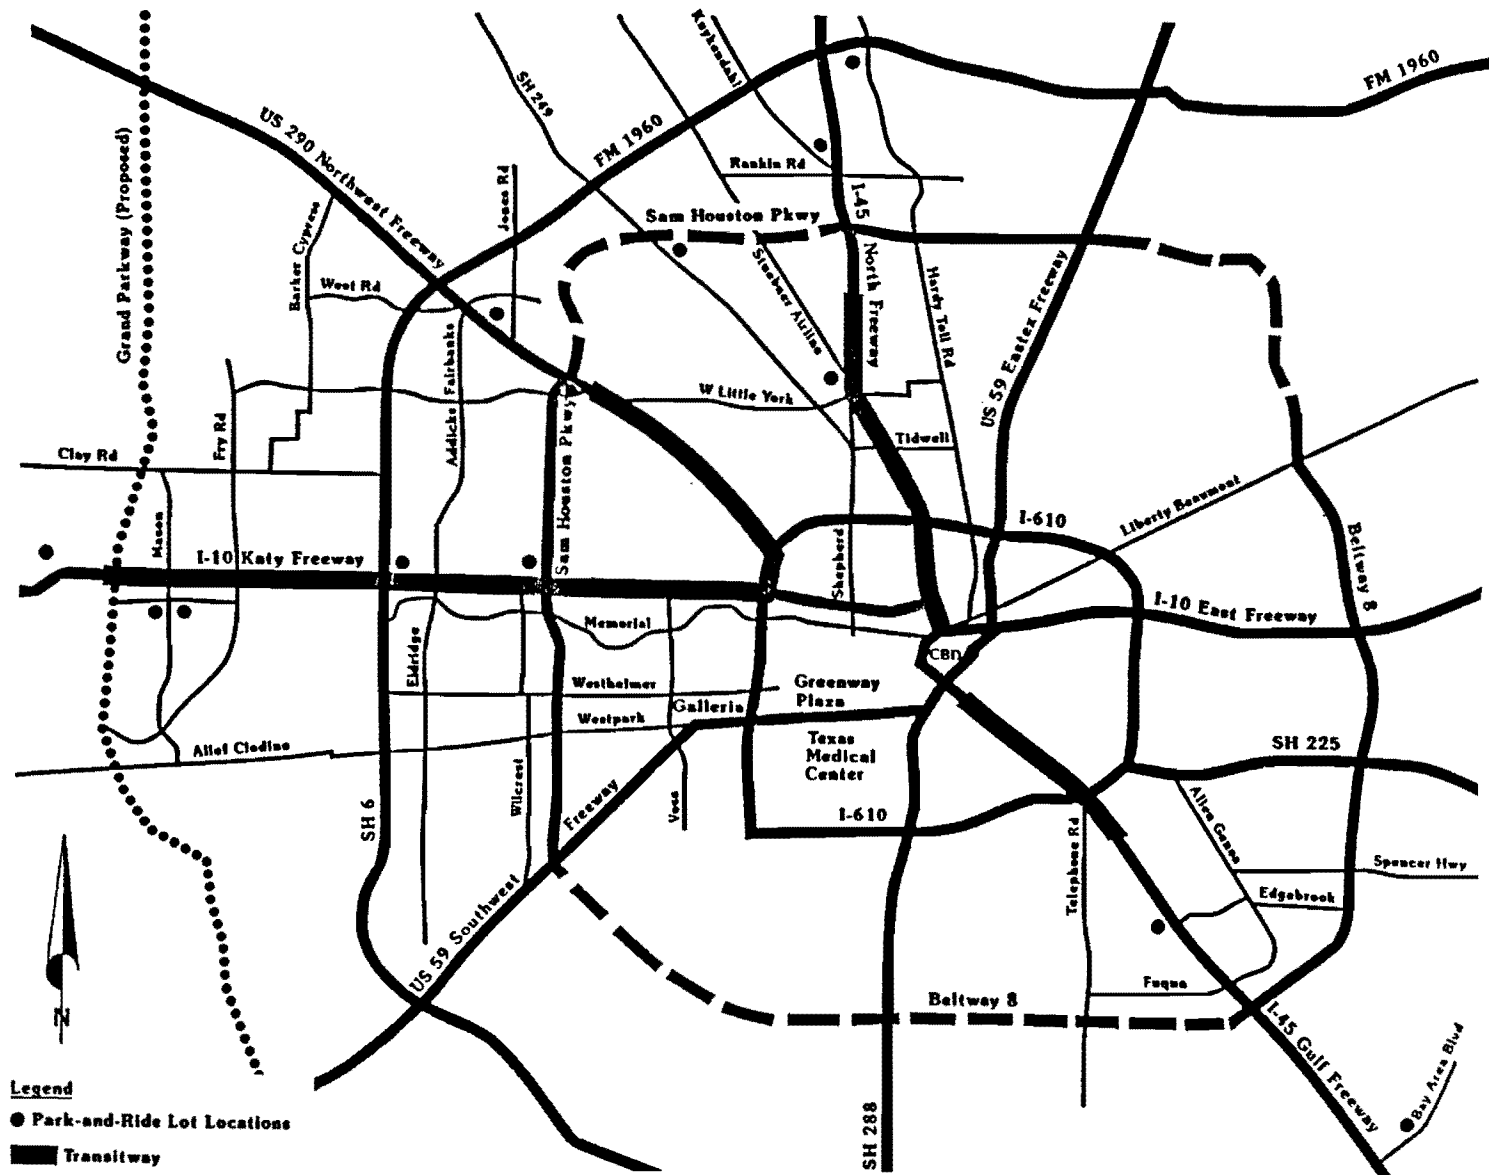 Kuykendahl
SH 249
FM 1960
FM 1960
US 290 Northwest Freeway
Grand Parkway (Proposed)
Rankin Rd
I-45
Jones Rd
Barker Cypress
Sam Houston Pkwy
North Freeway
Stuebner Airline
Hardy Toll Rd
US 59 Eastex Freeway
West Rd
Addicks Fairbanks
W Little York
Fry Rd
Clay Rd
Tidwell
Sam Houston Pkwy
Liberty Beaumont
I-610
Mason
Beltway 8
I-10 Katy Freeway
Shepherd
I-10 East Freeway
Memorial
CBD
Eldridge
Westheimer
Greenway
Plaza
Galleria
Westpark
Alief Clodine
Texas
Medical
Center
SH 225
Wilcrest
Voss
Freeway
SH 6
I-610
Allen Genoa
Telephone Rd
Spencer Hwy
Edgebrook
US 59 Southwest
Fuqua
Beltway 8
I-45 Gulf Freeway
Bay Area Blvd
N
SH 288
Legend
Park-and-Ride Lot Locations
Transitway